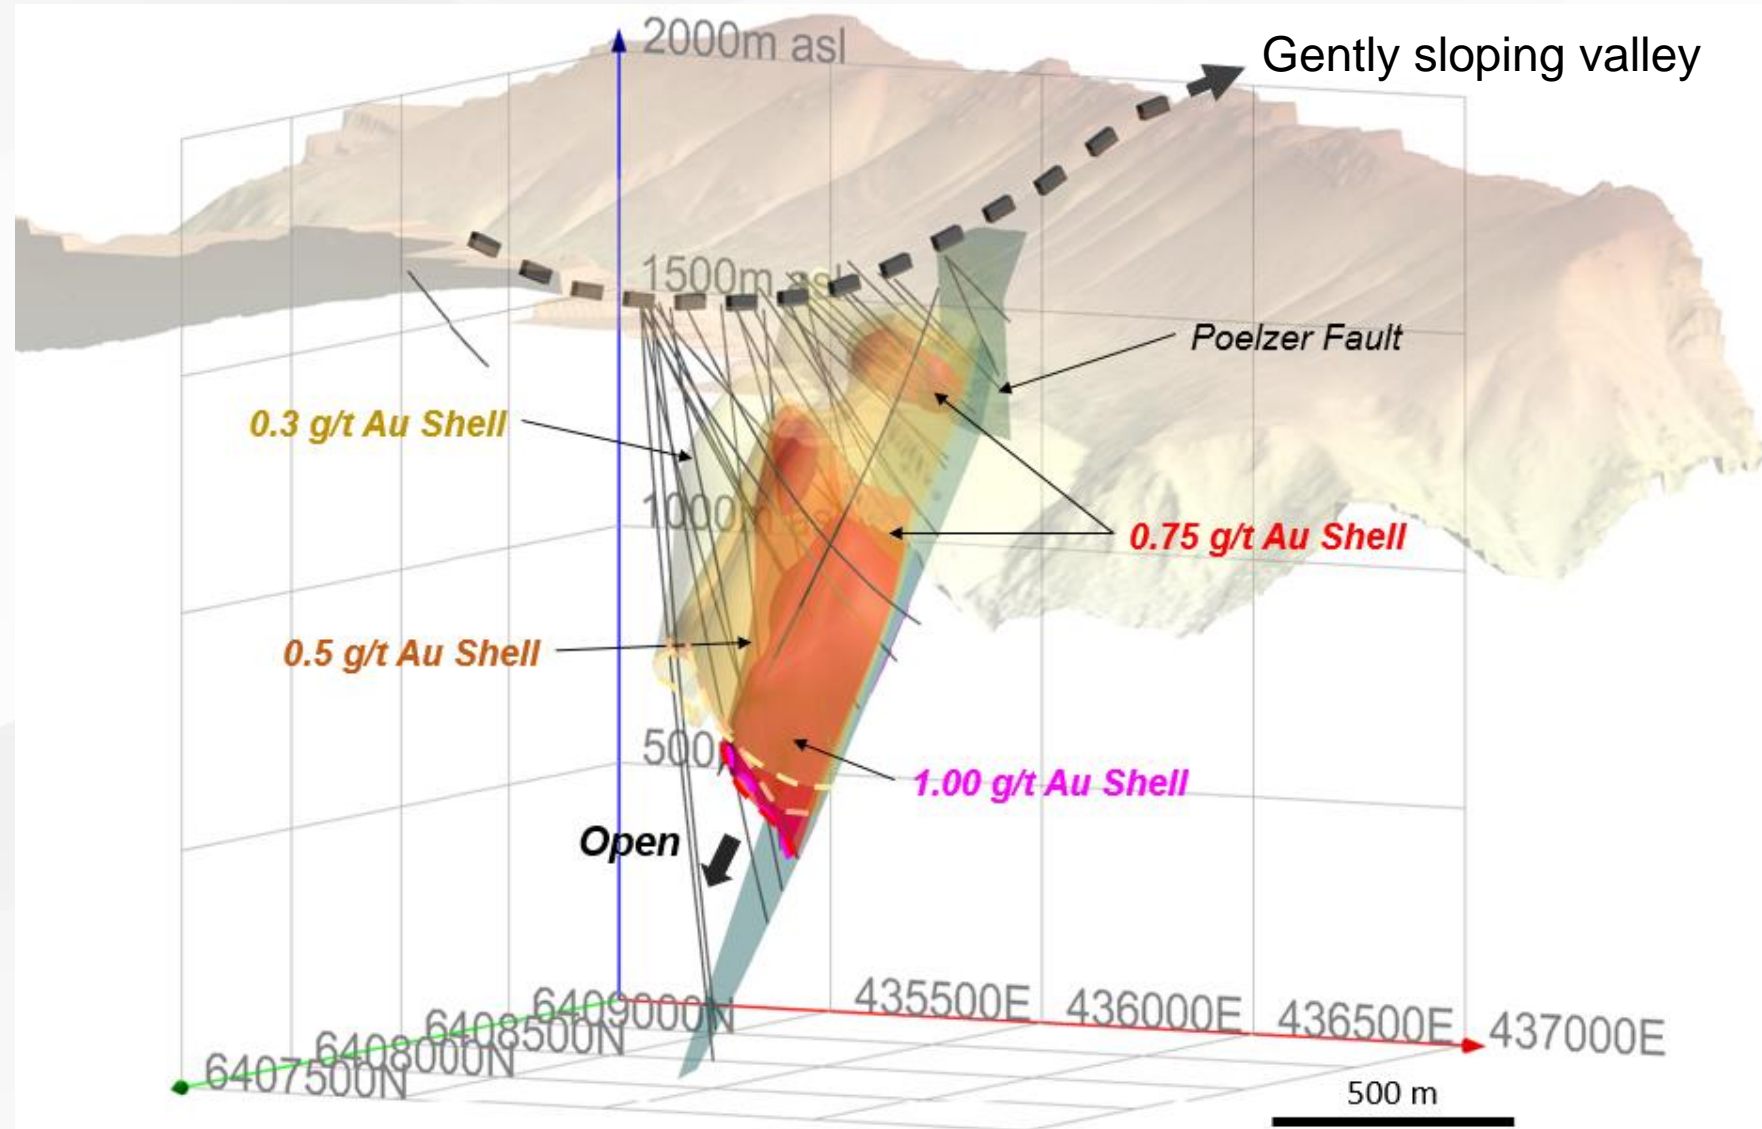 2000m asl
Gently sloping valley
1500m asl
Poelzer Fault
0.3 g/t Au Shell
1000m asl
0.75 g/t Au Shell
0.5 g/t Au Shell
500
1.00 g/t Au Shell
Open
6409000N
6408500N
6408000N
6407500N
435500E
436000E
436500E
437000E
500 m